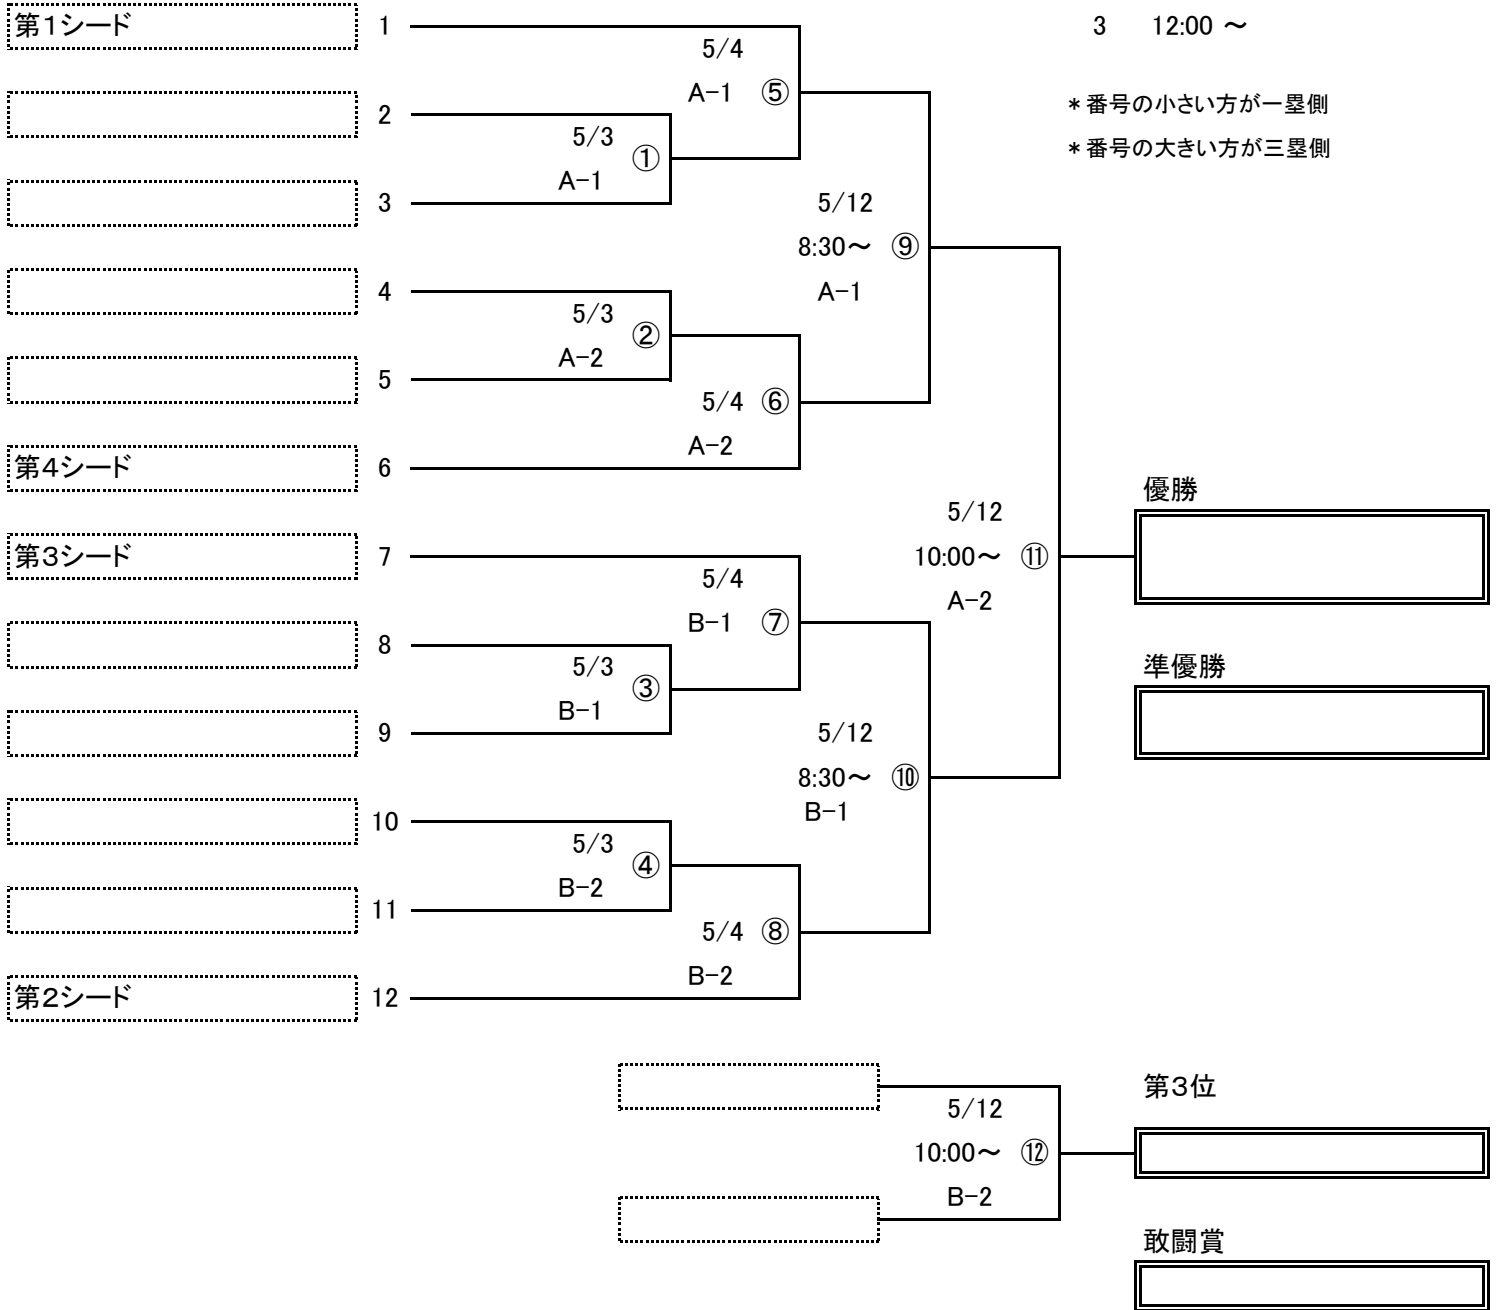 第1シード 1 3 12:00 ～
5/4
A-1 ⑤
2 *番号の小さい方が一塁側
5/3
①
*番号の大きい方が三塁側
A-1
3 5/12
8:30～ ⑨
4 A-1
5/3
②
A-2
5
5/4 ⑥
A-2
第4シード 6
優勝
5/12
第3シード 7 10:00～ ⑪
5/4
A-2
B-1 ⑦
8
5/3 準優勝
③
B-1
9 5/12
8:30～ ⑩
B-1
10
5/3
④
B-2
11
5/4 ⑧
B-2
第2シード 12
第3位
5/12
10:00～ ⑫
B-2
敢闘賞